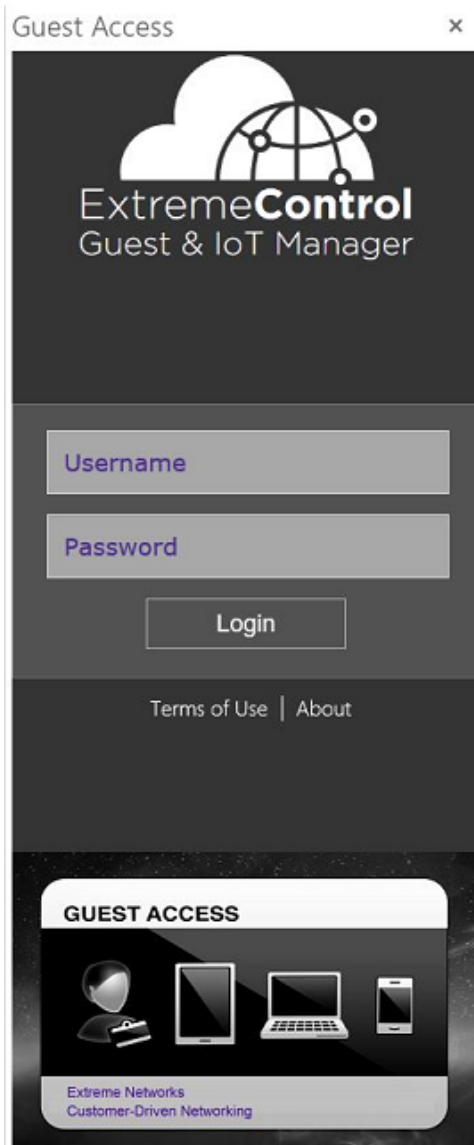 Guest Access
ExtremeControl
Guest & IoT Manager
Username
Password
Login
Terms of Use | About
GUEST ACCESS
Extreme Networks
Customer-Driven Networking